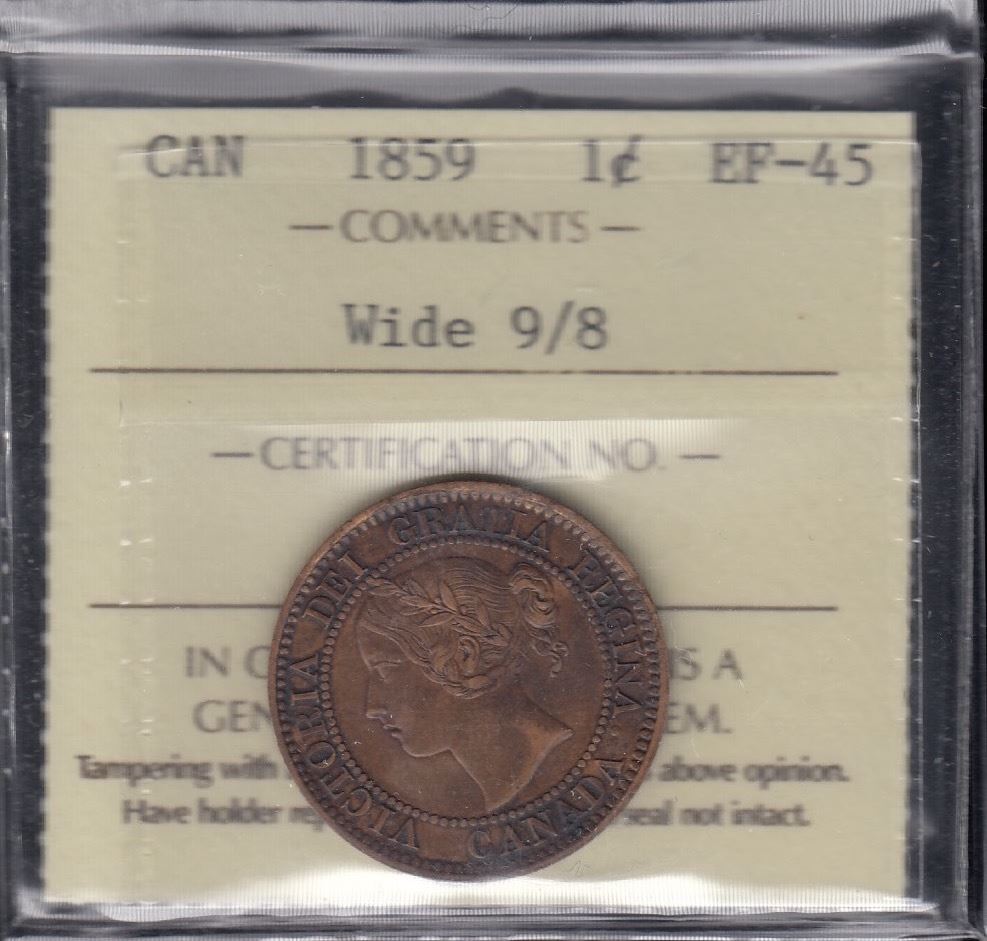 CAN 1859 1¢ EF-45
— COMMENTS —
Wide 9/8
— CERTIFICATION NO. —
VICTORIA DEI GRATIA REGINA. CANADA
IN IS A
GEN EM.
Tampering with above opinion.
Have holder seal not intact.